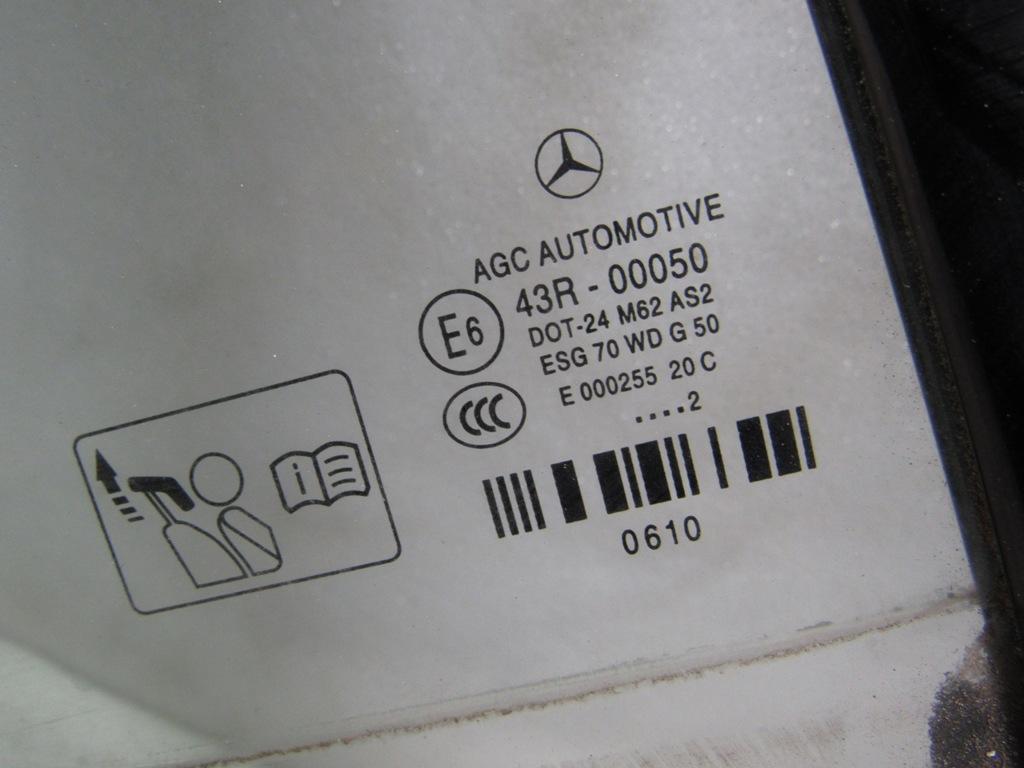 AGC AUTOMOTIVE
E6
43R - 00050
DOT-24 M62 AS2
ESG 70 WD G 50
CCC
E 000255 20 C
....2
i
0610